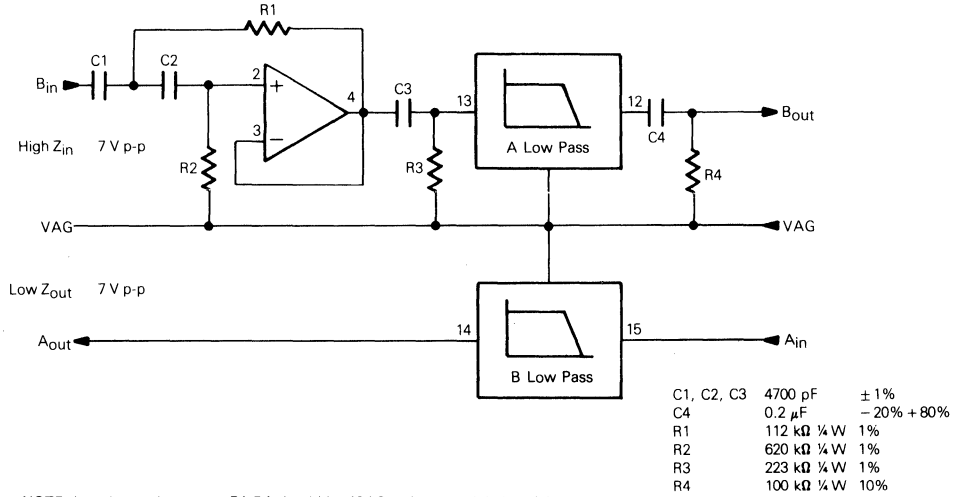 R1
C1
C2
Bin
2
+
4
C3
13
12
Bout
3
−
A Low Pass
C4
High Zin 7 V p-p
R2
R3
R4
VAG
VAG
Low Zout 7 V p-p
14
15
Aout
Ain
B Low Pass
C1, C2, C3 4700 pF ± 1%
C4 0.2 µF − 20% + 80%
R1 112 kΩ ¼ W 1%
R2 620 kΩ ¼ W 1%
R3 223 kΩ ¼ W 1%
R4 100 kΩ ¼ W 10%